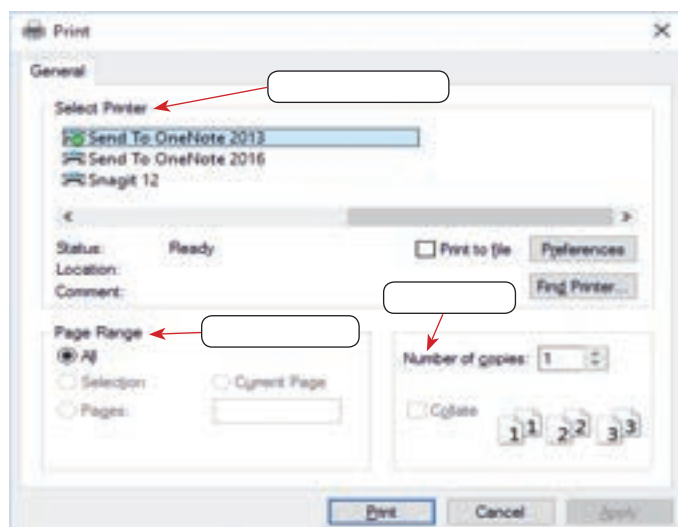 Print
General
Select Printer
Send To OneNote 2013
Send To OneNote 2016
Snagit 12
Status: Ready
Print to file
Preferences
Location:
Comment:
Find Printer...
Page Range
All
Selection
Current Page
Pages:
Number of copies: 1
Collate
1 1 2 2 3 3
Print
Cancel
Apply